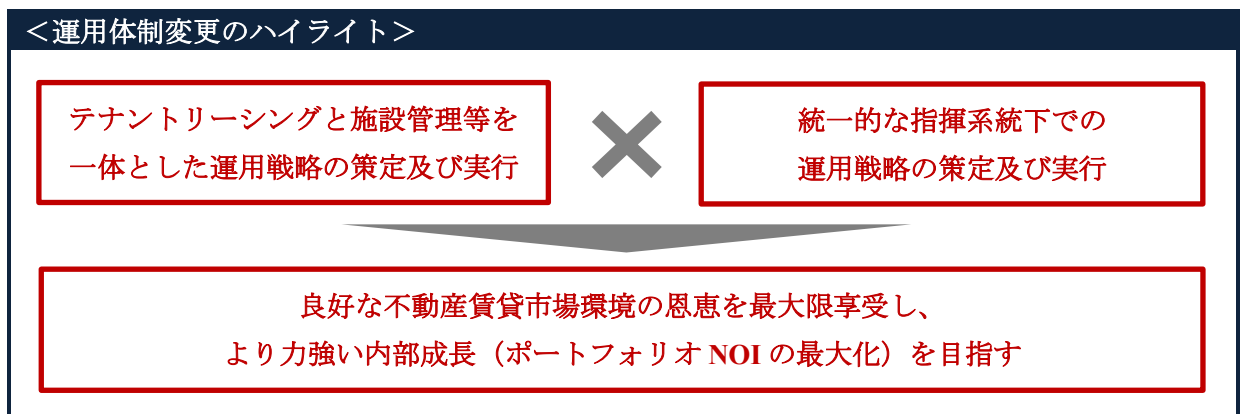 ＜運用体制変更のハイライト＞
テナントリーシングと施設管理等を
一体とした運用戦略の策定及び実行
統一的な指揮系統下での
運用戦略の策定及び実行
良好な不動産賃貸市場環境の恩恵を最大限享受し、
より力強い内部成長（ポートフォリオ NOI の最大化）を目指す